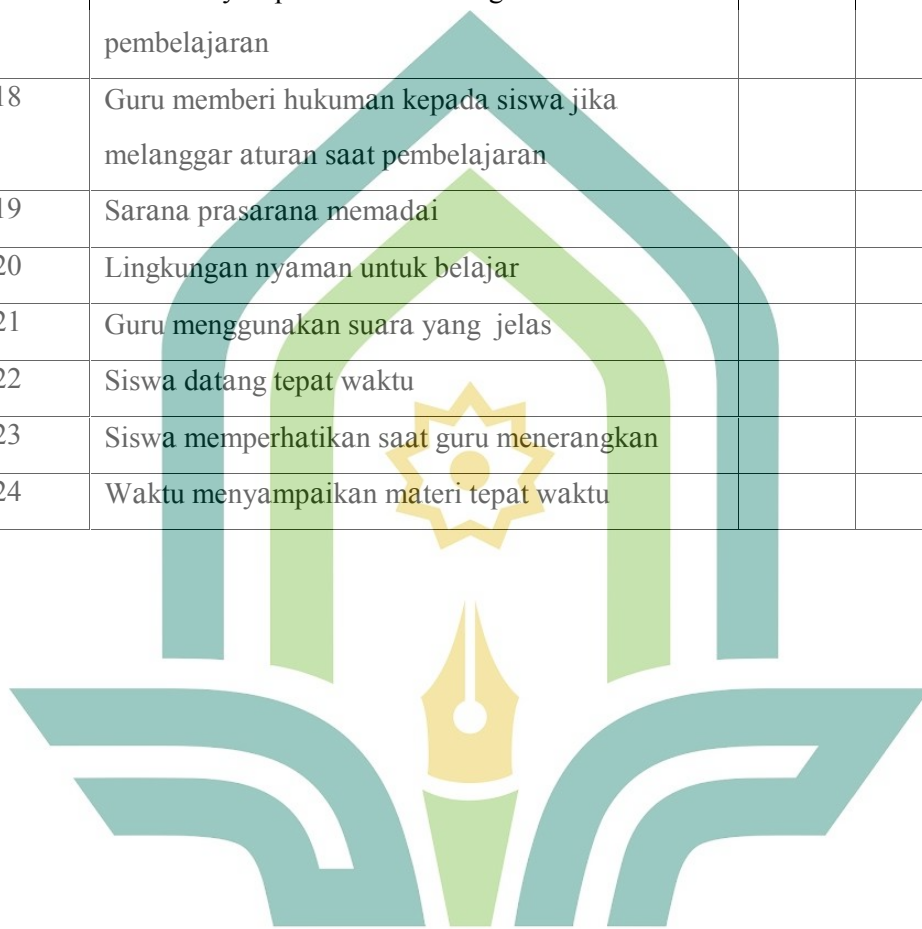 pembelajaran
18 Guru memberi hukuman kepada siswa jika
melanggar aturan saat pembelajaran
19 Sarana prasarana memadai
20 Lingkungan nyaman untuk belajar
21 Guru menggunakan suara yang jelas
22 Siswa datang tepat waktu
23 Siswa memperhatikan saat guru menerangkan
24 Waktu menyampaikan materi tepat waktu